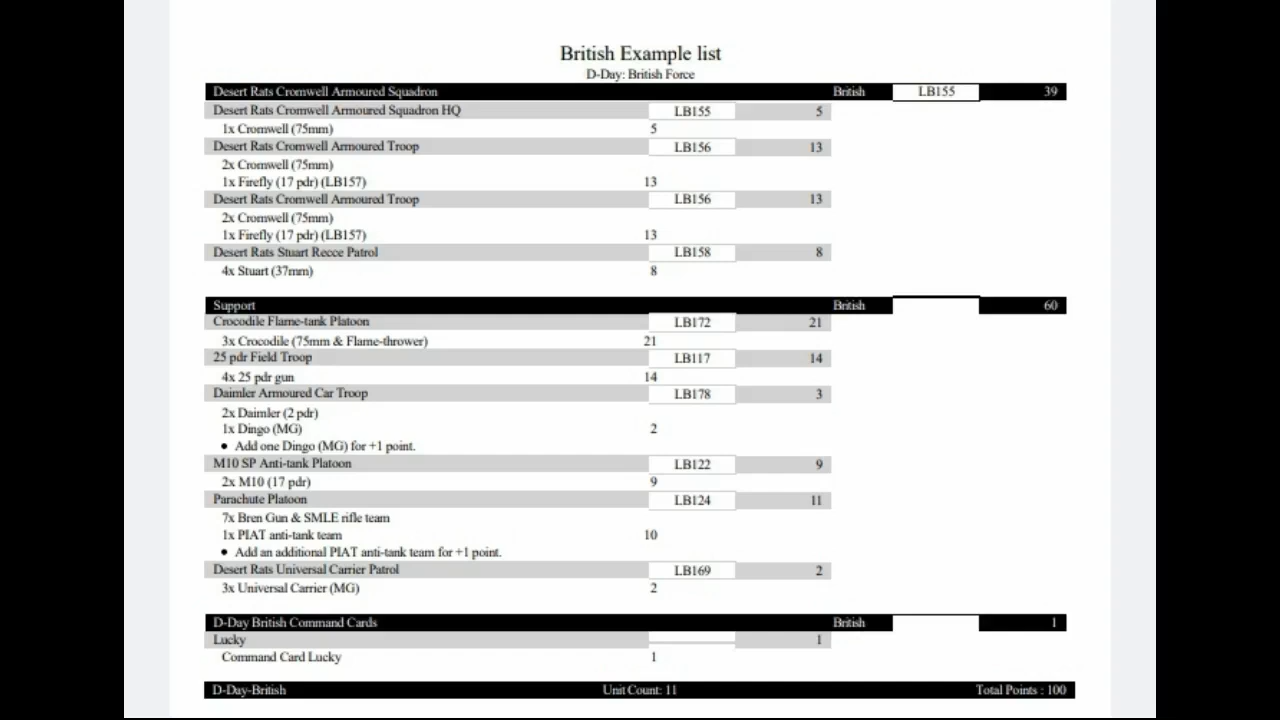 British Example list
D-Day: British Force
Desert Rats Cromwell Armoured Squadron British LB155 39
Desert Rats Cromwell Armoured Squadron HQ LB155 5
1x Cromwell (75mm) 5
Desert Rats Cromwell Armoured Troop LB156 13
2x Cromwell (75mm)
1x Firefly (17 pdr) (LB157) 13
Desert Rats Cromwell Armoured Troop LB156 13
2x Cromwell (75mm)
1x Firefly (17 pdr) (LB157) 13
Desert Rats Stuart Recce Patrol LB158 8
4x Stuart (37mm) 8
Support British 60
Crocodile Flame-tank Platoon LB172 21
3x Crocodile (75mm & Flame-thrower) 21
25 pdr Field Troop LB117 14
4x 25 pdr gun 14
Daimler Armoured Car Troop LB178 3
2x Daimler (2 pdr)
1x Dingo (MG) 2
• Add one Dingo (MG) for +1 point.
M10 SP Anti-tank Platoon LB122 9
2x M10 (17 pdr) 9
Parachute Platoon LB124 11
7x Bren Gun & SMLE rifle team
1x PIAT anti-tank team 10
• Add an additional PIAT anti-tank team for +1 point.
Desert Rats Universal Carrier Patrol LB169 2
3x Universal Carrier (MG) 2
D-Day British Command Cards British 1
Lucky 1
Command Card Lucky 1
D-Day-British Unit Count: 11 Total Points : 100